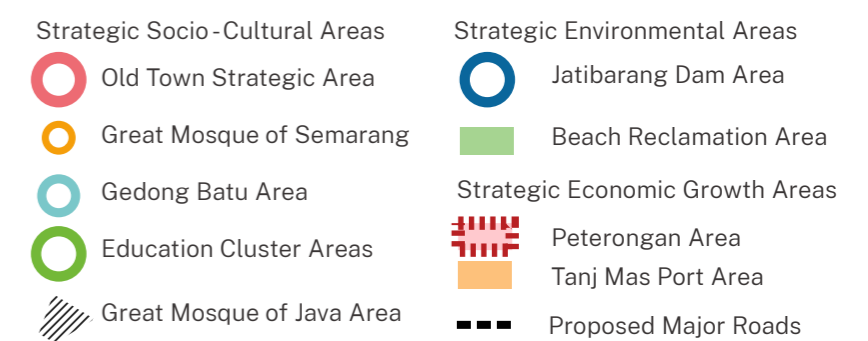 Strategic Socio-Cultural Areas
Old Town Strategic Area
Great Mosque of Semarang
Gedong Batu Area
Education Cluster Areas
Great Mosque of Java Area
Strategic Environmental Areas
Jatibarang Dam Area
Beach Reclamation Area
Strategic Economic Growth Areas
Peterongan Area
Tanj Mas Port Area
Proposed Major Roads